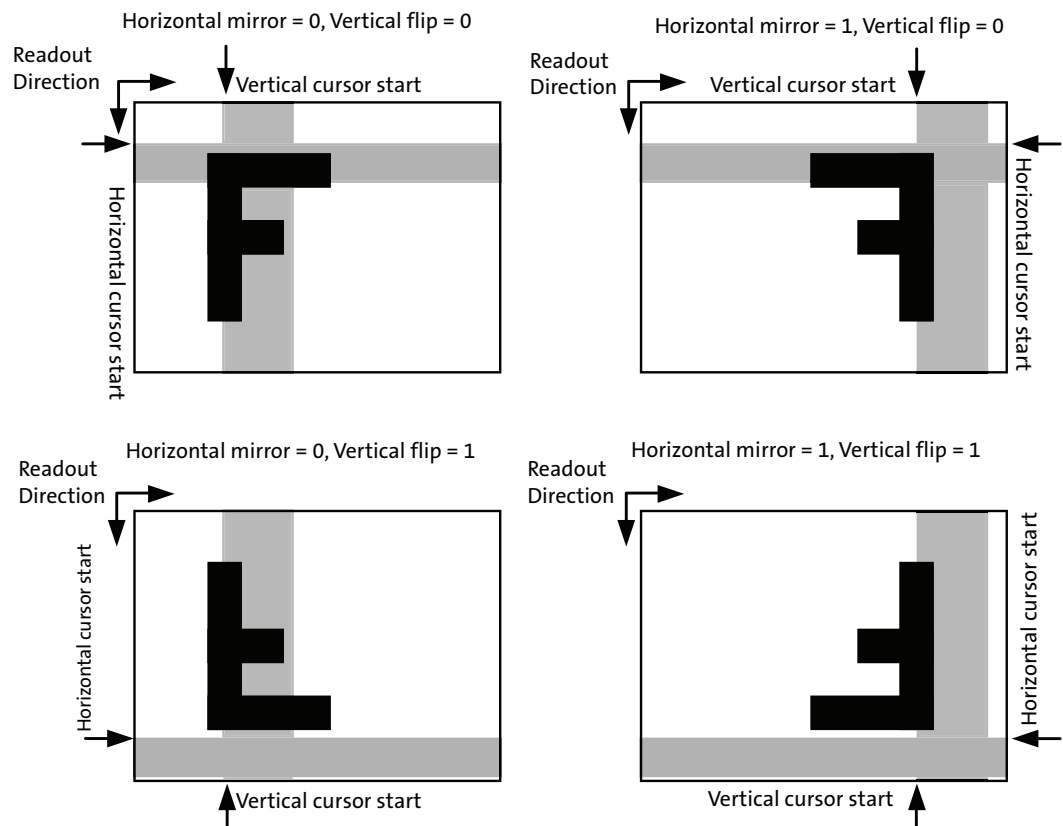 Horizontal mirror = 0, Vertical flip = 0
Readout
Direction
Vertical cursor start
Horizontal cursor start
Horizontal mirror = 1, Vertical flip = 0
Readout
Direction
Vertical cursor start
Horizontal cursor start
Horizontal mirror = 0, Vertical flip = 1
Readout
Direction
Horizontal cursor start
Vertical cursor start
Horizontal mirror = 1, Vertical flip = 1
Readout
Direction
Horizontal cursor start
Vertical cursor start